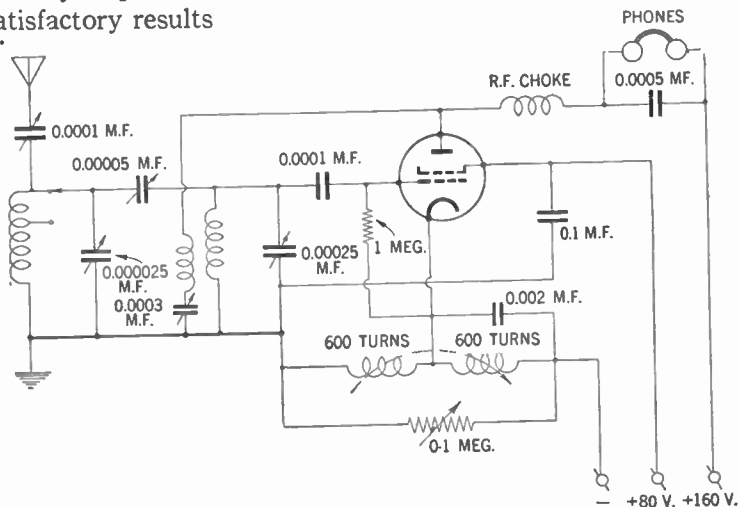 atisfactory results
PHONES
R.F. CHOKE
0.0005 MF.
0.0001 M.F.
0.00005 M.F.
0.0001 M.F.
0.000025
M.F.
0.0003
M.F.
0.00025
M.F.
1 MEG.
0.1 M.F.
0.002 M.F.
600 TURNS
600 TURNS
0.1 MEG.
− +80 V. +160 V.